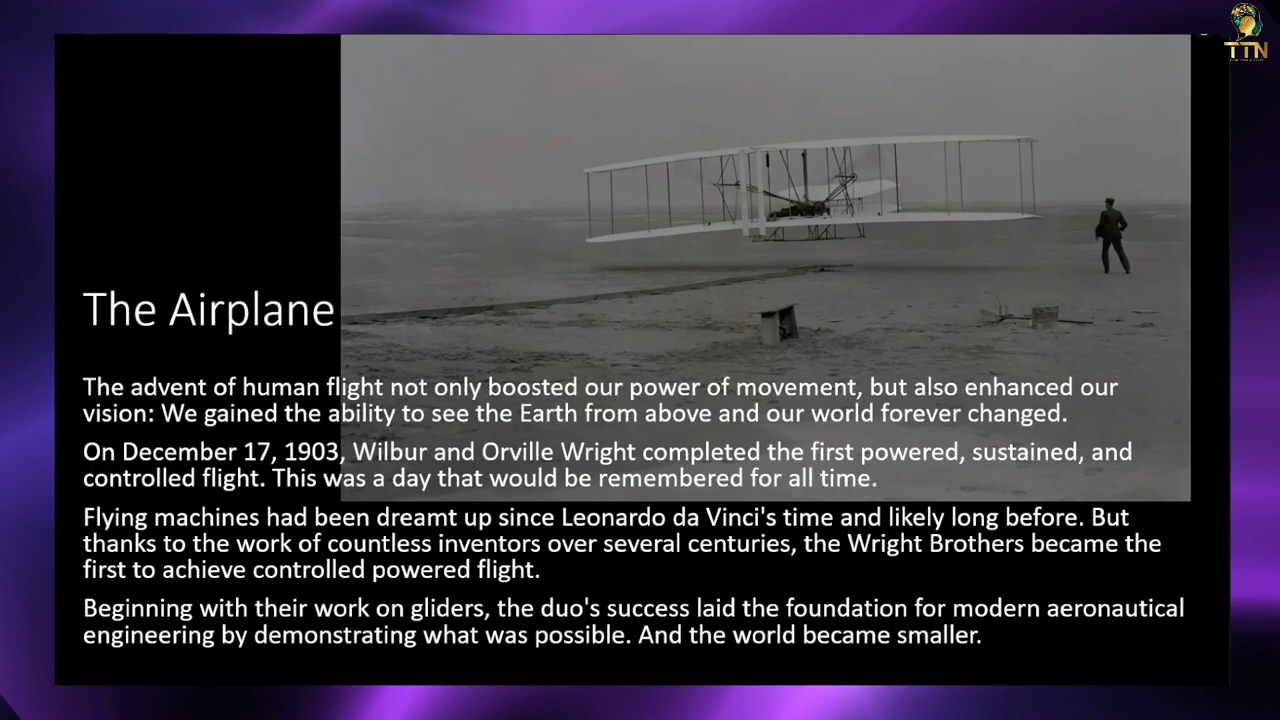 TTN
The Airplane
The advent of human flight not only boosted our power of movement, but also enhanced our
vision: We gained the ability to see the Earth from above and our world forever changed.
On December 17, 1903, Wilbur and Orville Wright completed the first powered, sustained, and
controlled flight. This was a day that would be remembered for all time.
Flying machines had been dreamt up since Leonardo da Vinci's time and likely long before. But
thanks to the work of countless inventors over several centuries, the Wright Brothers became the
first to achieve controlled powered flight.
Beginning with their work on gliders, the duo's success laid the foundation for modern aeronautical
engineering by demonstrating what was possible. And the world became smaller.